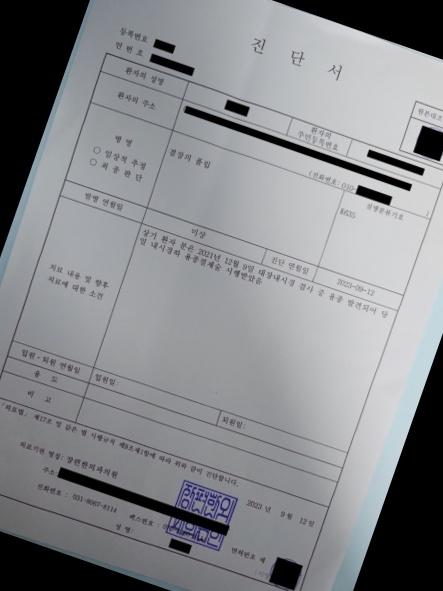 진 단 서
등록번호
연 번 호
원본대조
환자의 성명
환자의 주소
환자의
주민등록번호
(전화번호: 010-
병 명
○ 임상적 추정
○ 최 종 판 단
결장의 폴립
질병분류기호
K635
발병 연월일
미상
진단 연월일
2023-09-12
치료 내용 및 향후
치료에 대한 소견
상기 환자 분은 2021년 12월 9일 대장내시경 검사 중 용종 발견되어 당
일 내시경하 용종절제술 시행받았음
입원·퇴원 연월일
입원일:
퇴원일:
용 도
비 고
「의료법」 제17조 및 같은 법 시행규칙 제9조제1항에 따라 위와 같이 진단합니다.
2023 년 9 월 12 일
의료기관 명칭: 장편한외과의원
주소:
전화번호 : 031-8067-8114
팩스번호 :
성 명:
면허번호 제